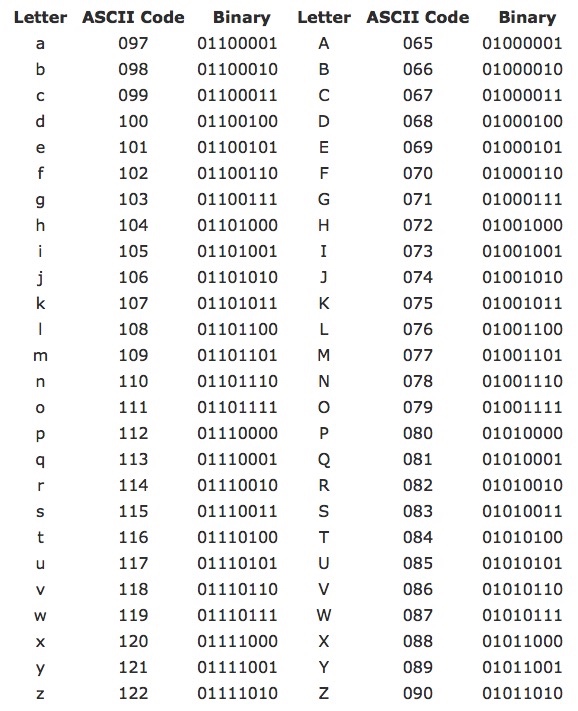 Letter ASCII Code Binary Letter ASCII Code Binary
a 097 01100001 A 065 01000001
b 098 01100010 B 066 01000010
c 099 01100011 C 067 01000011
d 100 01100100 D 068 01000100
e 101 01100101 E 069 01000101
f 102 01100110 F 070 01000110
g 103 01100111 G 071 01000111
h 104 01101000 H 072 01001000
i 105 01101001 I 073 01001001
j 106 01101010 J 074 01001010
k 107 01101011 K 075 01001011
l 108 01101100 L 076 01001100
m 109 01101101 M 077 01001101
n 110 01101110 N 078 01001110
o 111 01101111 O 079 01001111
p 112 01110000 P 080 01010000
q 113 01110001 Q 081 01010001
r 114 01110010 R 082 01010010
s 115 01110011 S 083 01010011
t 116 01110100 T 084 01010100
u 117 01110101 U 085 01010101
v 118 01110110 V 086 01010110
w 119 01110111 W 087 01010111
x 120 01111000 X 088 01011000
y 121 01111001 Y 089 01011001
z 122 01111010 Z 090 01011010